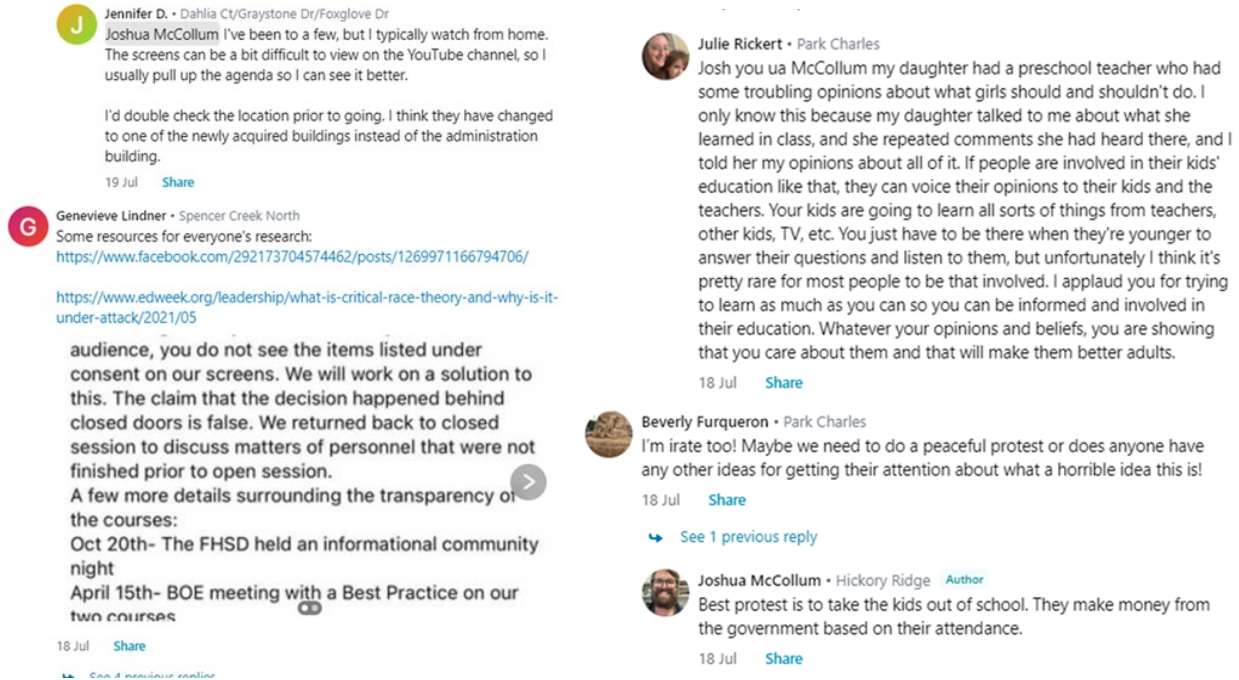 J
Jennifer D. • Dahlia Ct/Graystone Dr/Foxglove Dr
Joshua McCollum I've been to a few, but I typically watch from home.
The screens can be a bit difficult to view on the YouTube channel, so I
usually pull up the agenda so I can see it better.
I'd double check the location prior to going. I think they have changed
to one of the newly acquired buildings instead of the administration
building.
19 Jul Share
G
Genevieve Lindner • Spencer Creek North
Some resources for everyone's research:
https://www.facebook.com/292173704574462/posts/1269971166794706/
https://www.edweek.org/leadership/what-is-critical-race-theory-and-why-is-it-
under-attack/2021/05
audience, you do not see the items listed under
consent on our screens. We will work on a solution to
this. The claim that the decision happened behind
closed doors is false. We returned back to closed
session to discuss matters of personnel that were not
finished prior to open session.
A few more details surrounding the transparency of
the courses:
Oct 20th- The FHSD held an informational community
night
April 15th- BOE meeting with a Best Practice on our
two courses
18 Jul Share
See 4 previous replies
Julie Rickert • Park Charles
Josh you ua McCollum my daughter had a preschool teacher who had
some troubling opinions about what girls should and shouldn't do. I
only know this because my daughter talked to me about what she
learned in class, and she repeated comments she had heard there, and I
told her my opinions about all of it. If people are involved in their kids'
education like that, they can voice their opinions to their kids and the
teachers. Your kids are going to learn all sorts of things from teachers,
other kids, TV, etc. You just have to be there when they're younger to
answer their questions and listen to them, but unfortunately I think it's
pretty rare for most people to be that involved. I applaud you for trying
to learn as much as you can so you can be informed and involved in
their education. Whatever your opinions and beliefs, you are showing
that you care about them and that will make them better adults.
18 Jul Share
Beverly Furqueron • Park Charles
I'm irate too! Maybe we need to do a peaceful protest or does anyone have
any other ideas for getting their attention about what a horrible idea this is!
18 Jul Share
See 1 previous reply
Joshua McCollum • Hickory Ridge Author
Best protest is to take the kids out of school. They make money from
the government based on their attendance.
18 Jul Share